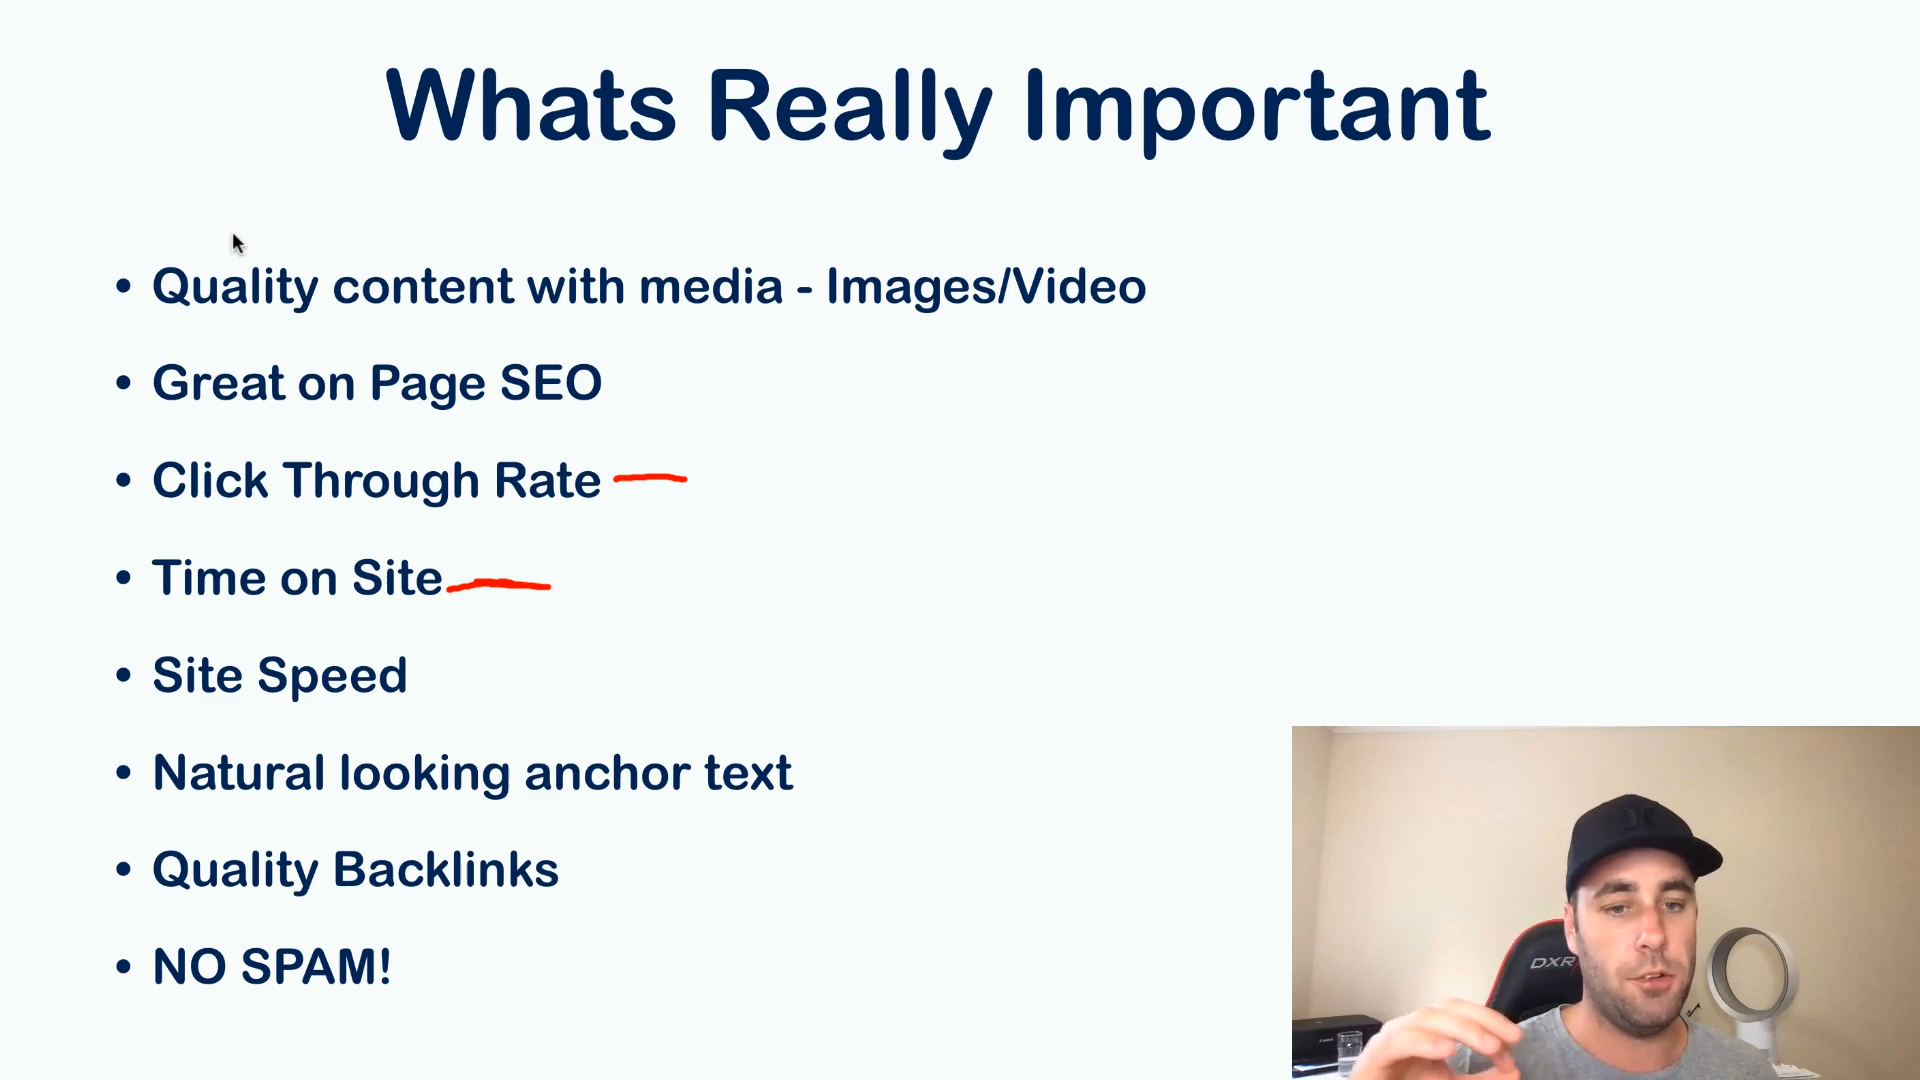 Whats Really Important
• Quality content with media - Images/Video
• Great on Page SEO
• Click Through Rate
• Time on Site
• Site Speed
• Natural looking anchor text
• Quality Backlinks
• NO SPAM!
DXR
Canon